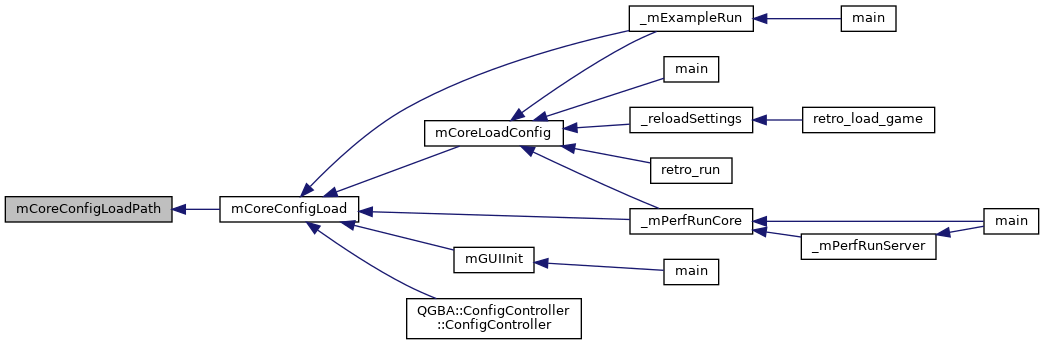 _mExampleRun
main
main
_reloadSettings
retro_load_game
mCoreLoadConfig
retro_run
mCoreConfigLoadPath
mCoreConfigLoad
_mPerfRunCore
main
_mPerfRunServer
mGUIInit
main
QGBA::ConfigController
::ConfigController